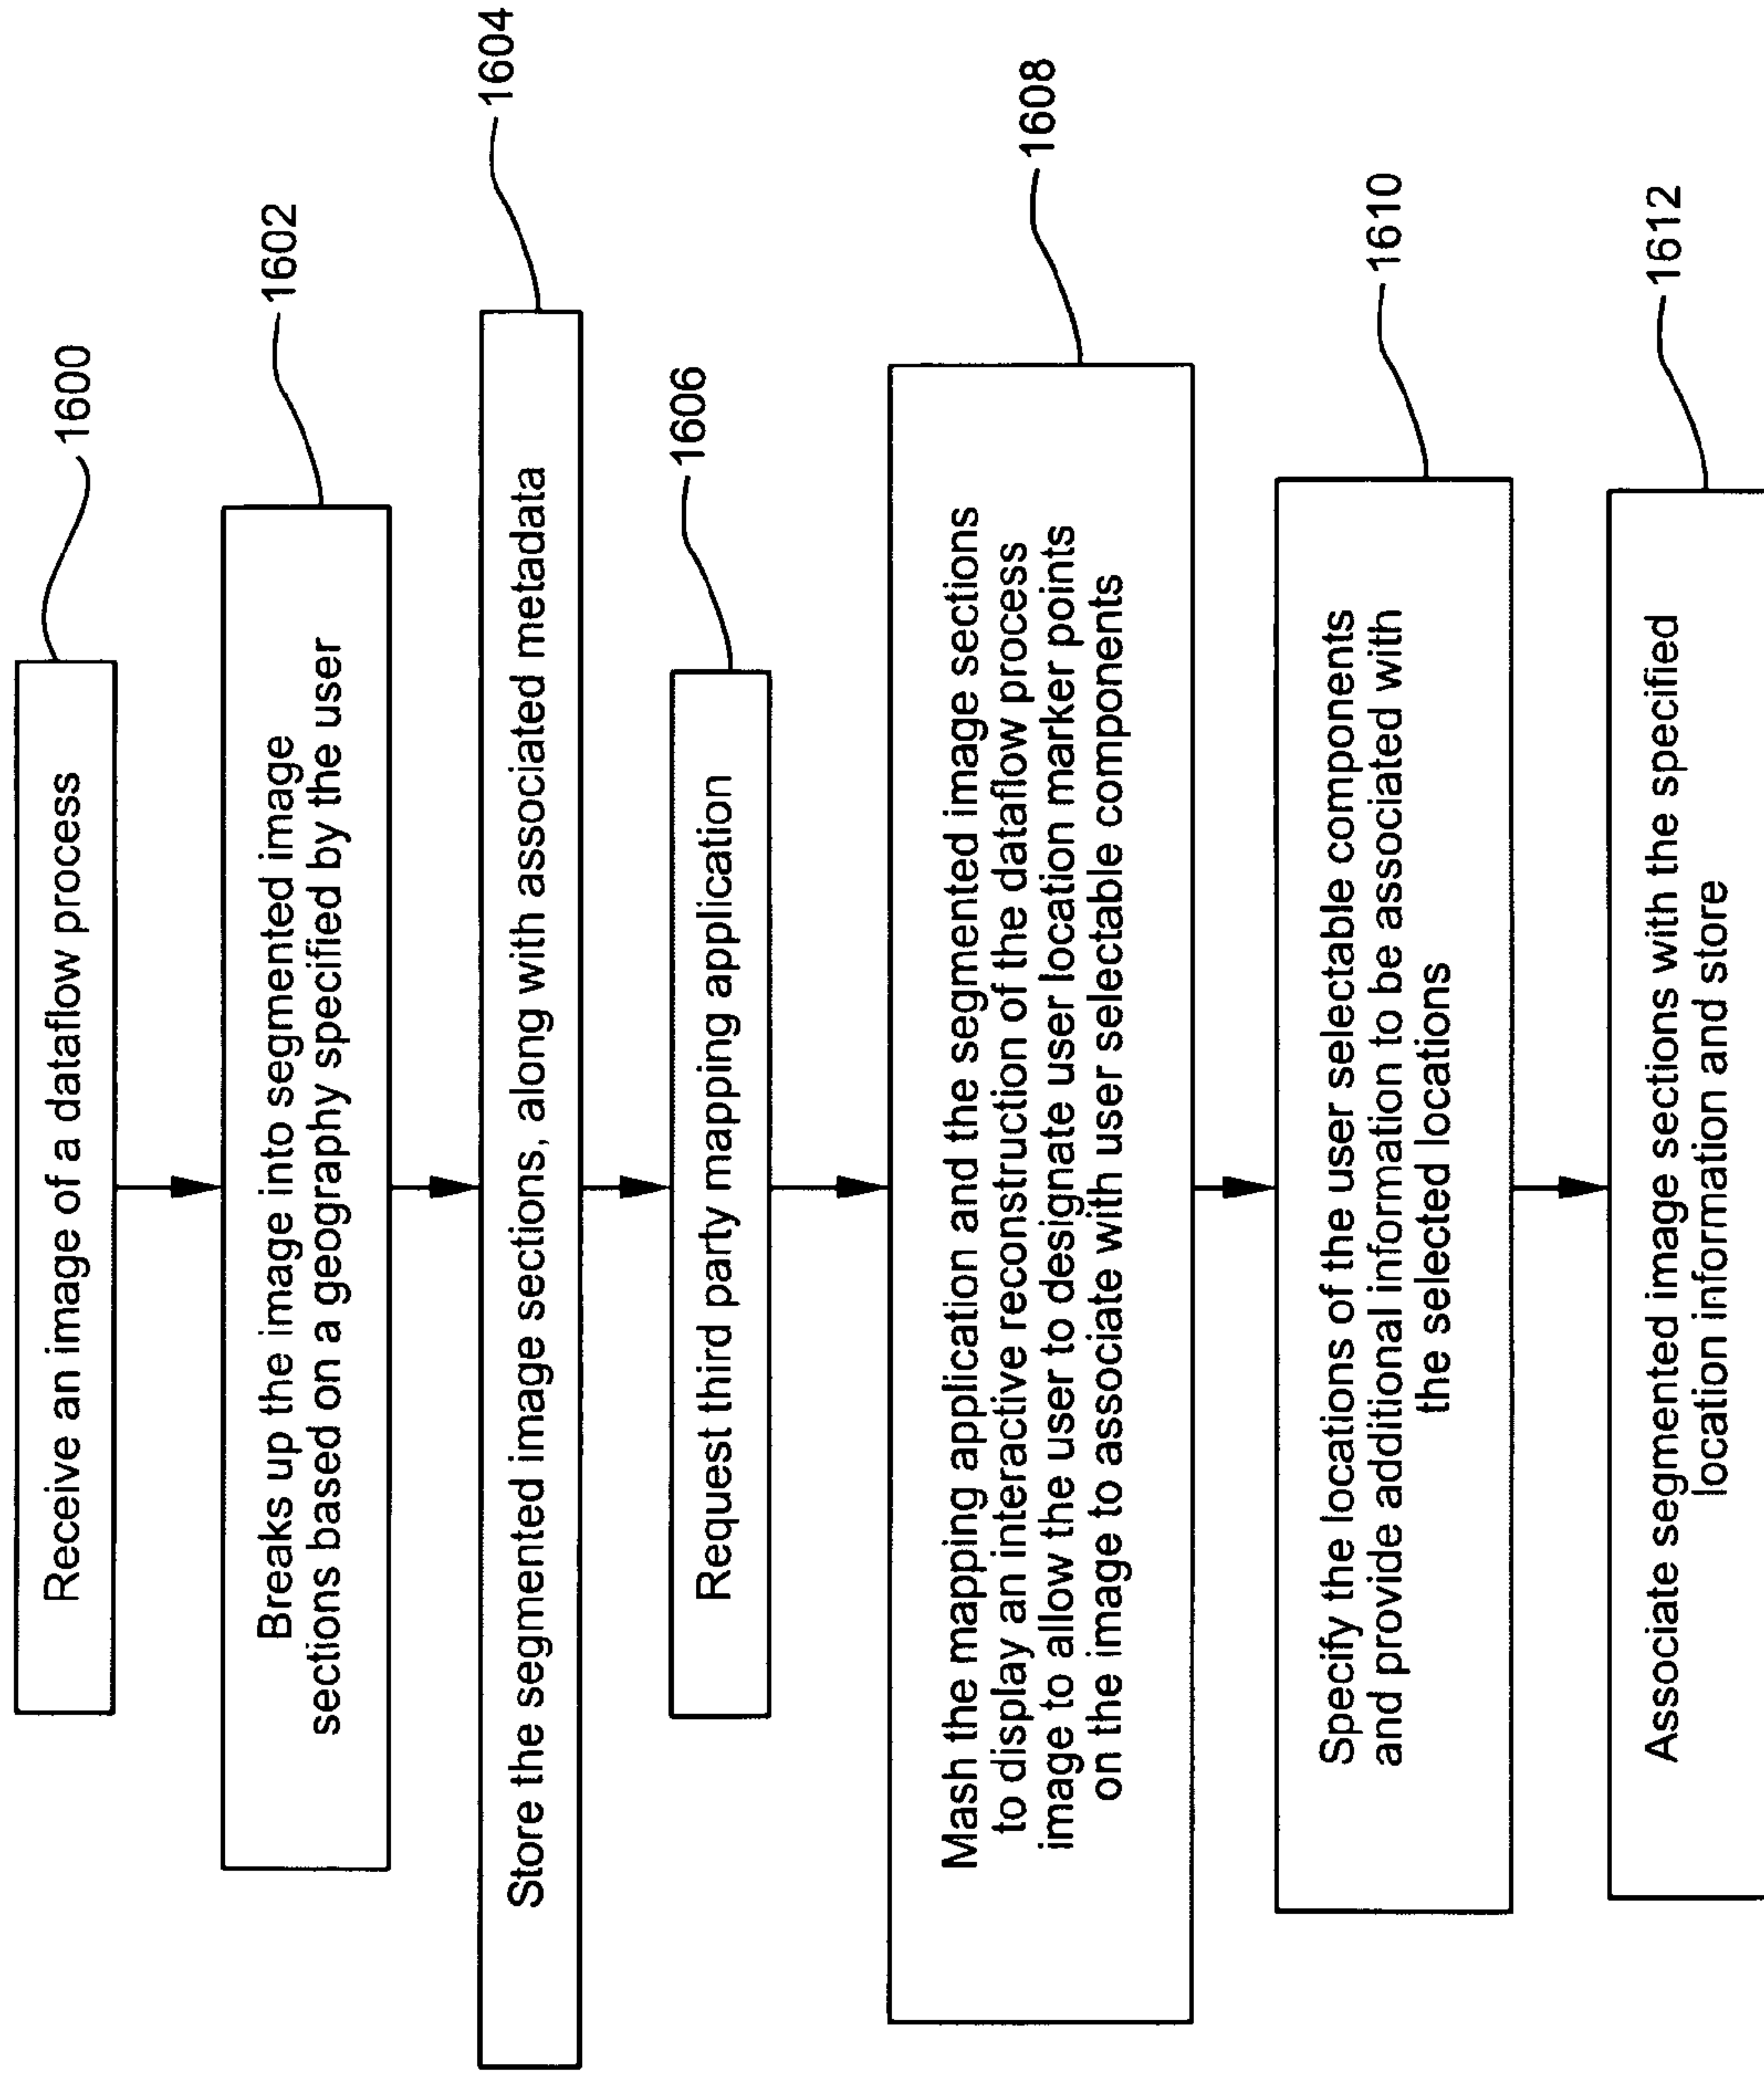 1600
Receive an image of a dataflow process
1602
Breaks up the image into segmented image
sections based on a geography specified by the user
1604
Store the segmented image sections, along with associated metadata
1606
Request third party mapping application
1608
Mash the mapping application and the segmented image sections
to display an interactive reconstruction of the dataflow process
image to allow the user to designate user location marker points
on the image to associate with user selectable components
1610
Specify the locations of the user selectable components
and provide additional information to be associated with
the selected locations
1612
Associate segmented image sections with the specified
location information and store